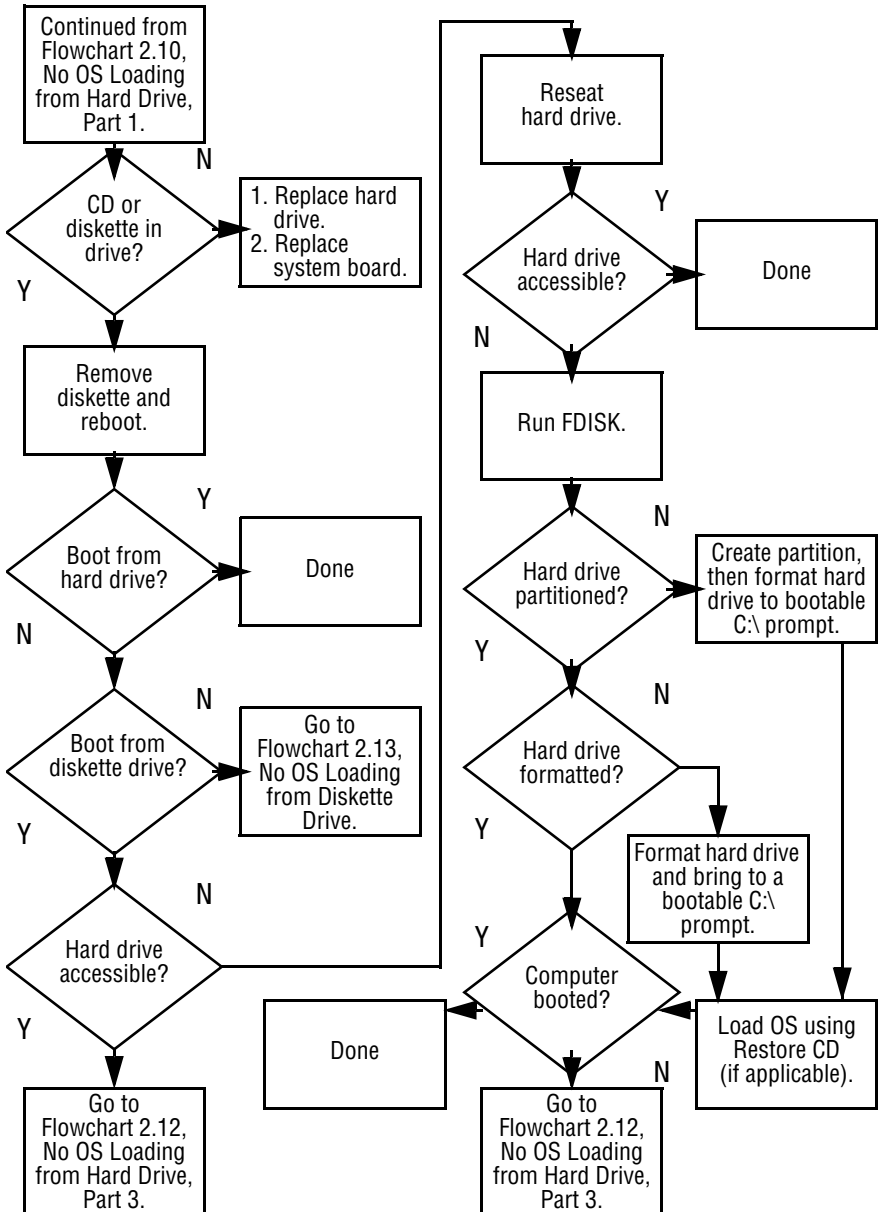 Continued from
Flowchart 2.10,
No OS Loading
from Hard Drive,
Part 1.
N
CD or
diskette in
drive?
1. Replace hard
drive.
2. Replace
system board.
Y
Remove
diskette and
reboot.
Y
Boot from
hard drive?
Done
N
N
Boot from
diskette drive?
Go to
Flowchart 2.13,
No OS Loading
from Diskette
Drive.
Y
N
Hard drive
accessible?
Y
Go to
Flowchart 2.12,
No OS Loading
from Hard Drive,
Part 3.
Reseat
hard drive.
Y
Hard drive
accessible?
Done
N
Run FDISK.
N
Hard drive
partitioned?
Create partition,
then format hard
drive to bootable
C:\ prompt.
Y
N
Hard drive
formatted?
Y
Format hard drive
and bring to a
bootable C:\
prompt.
Y
Computer
booted?
Done
Load OS using
Restore CD
(if applicable).
N
Go to
Flowchart 2.12,
No OS Loading
from Hard Drive,
Part 3.